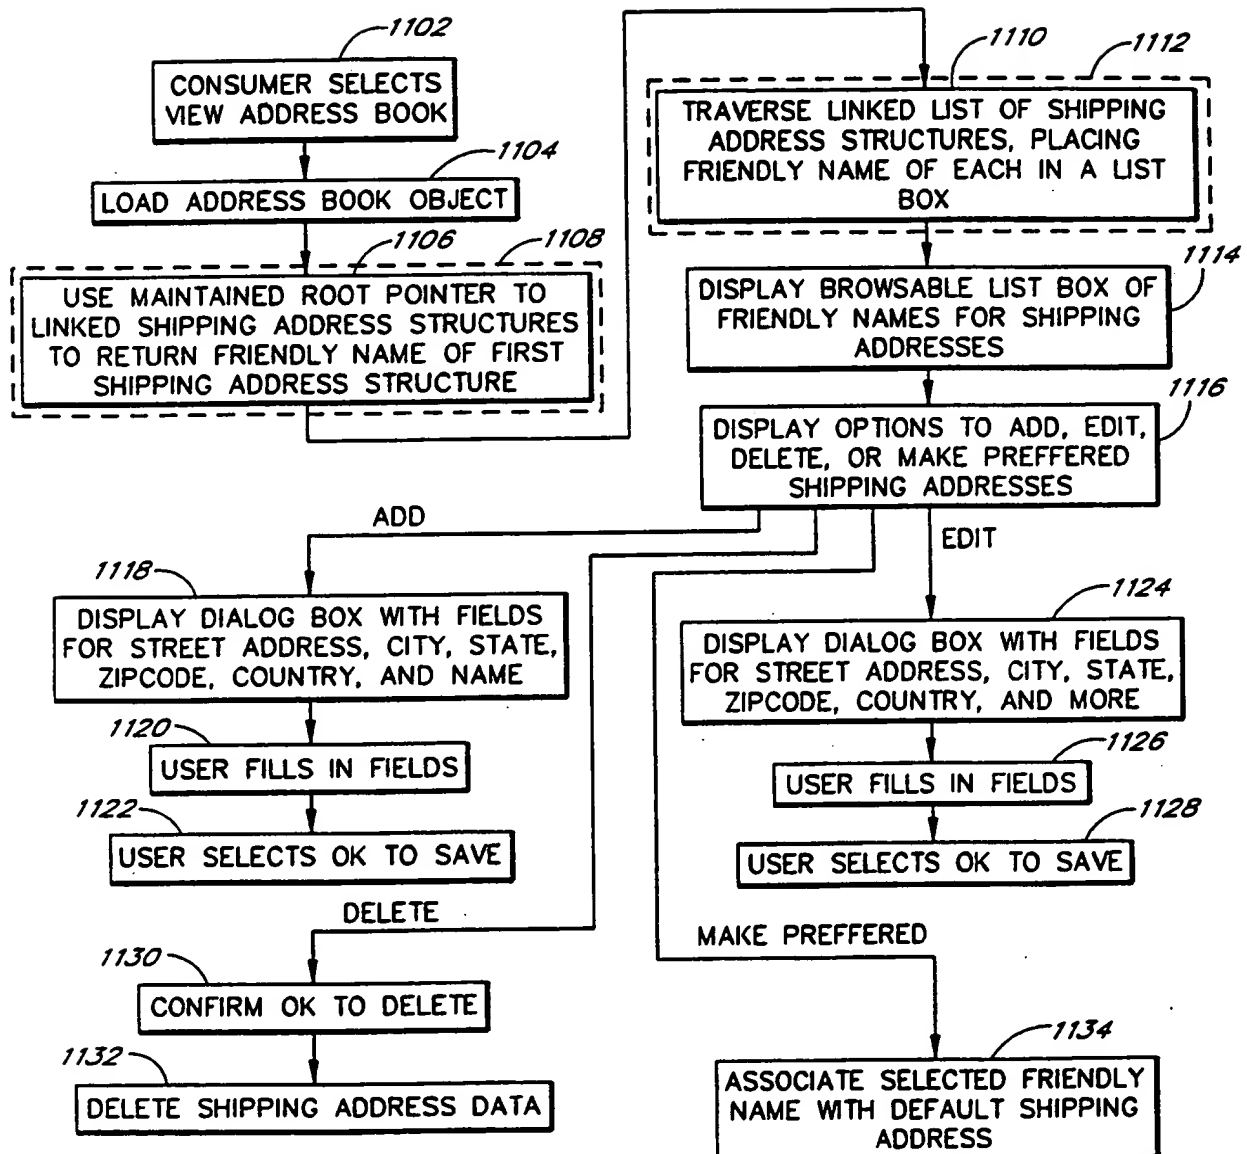 1102
CONSUMER SELECTS
VIEW ADDRESS BOOK
1104
LOAD ADDRESS BOOK OBJECT
1106
1108
USE MAINTAINED ROOT POINTER TO
LINKED SHIPPING ADDRESS STRUCTURES
TO RETURN FRIENDLY NAME OF FIRST
SHIPPING ADDRESS STRUCTURE
1110
1112
TRAVERSE LINKED LIST OF SHIPPING
ADDRESS STRUCTURES, PLACING
FRIENDLY NAME OF EACH IN A LIST
BOX
1114
DISPLAY BROWSABLE LIST BOX OF
FRIENDLY NAMES FOR SHIPPING
ADDRESSES
1116
DISPLAY OPTIONS TO ADD, EDIT,
DELETE, OR MAKE PREFFERED
SHIPPING ADDRESSES
ADD
1118
DISPLAY DIALOG BOX WITH FIELDS
FOR STREET ADDRESS, CITY, STATE,
ZIPCODE, COUNTRY, AND NAME
1120
USER FILLS IN FIELDS
1122
USER SELECTS OK TO SAVE
EDIT
1124
DISPLAY DIALOG BOX WITH FIELDS
FOR STREET ADDRESS, CITY, STATE,
ZIPCODE, COUNTRY, AND MORE
1126
USER FILLS IN FIELDS
1128
USER SELECTS OK TO SAVE
DELETE
1130
CONFIRM OK TO DELETE
1132
DELETE SHIPPING ADDRESS DATA
MAKE PREFFERED
1134
ASSOCIATE SELECTED FRIENDLY
NAME WITH DEFAULT SHIPPING
ADDRESS